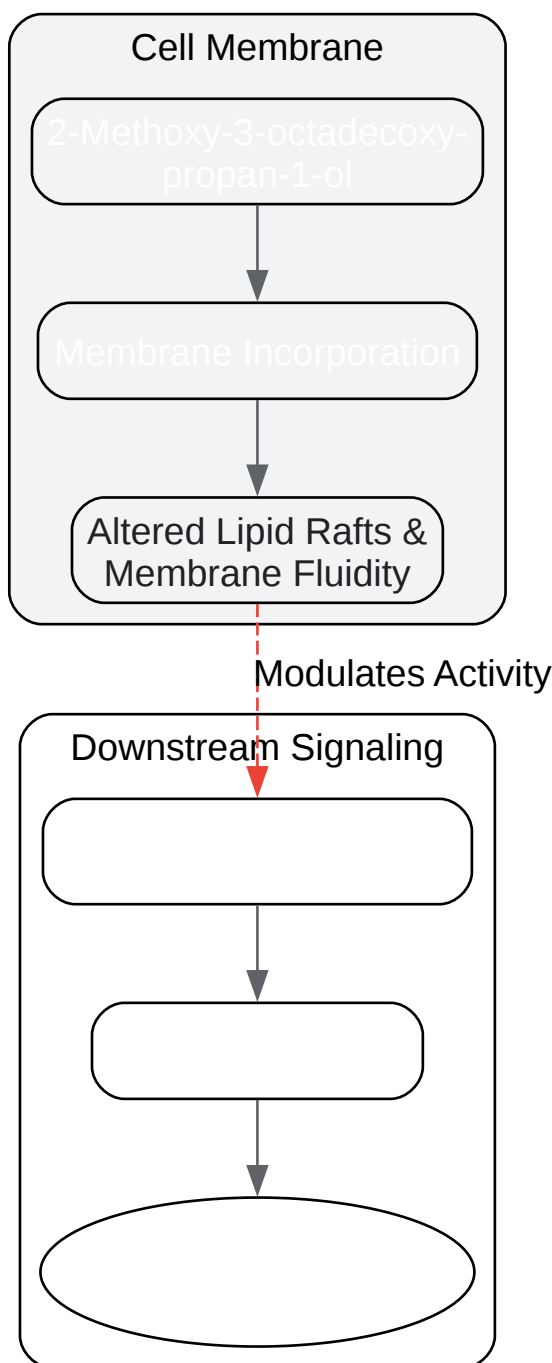 Cell Membrane
2-Methoxy-3-octadecoxy-
propan-1-ol
Membrane Incorporation
Altered Lipid Rafts &
Membrane Fluidity
Modulates Activity
Downstream Signaling